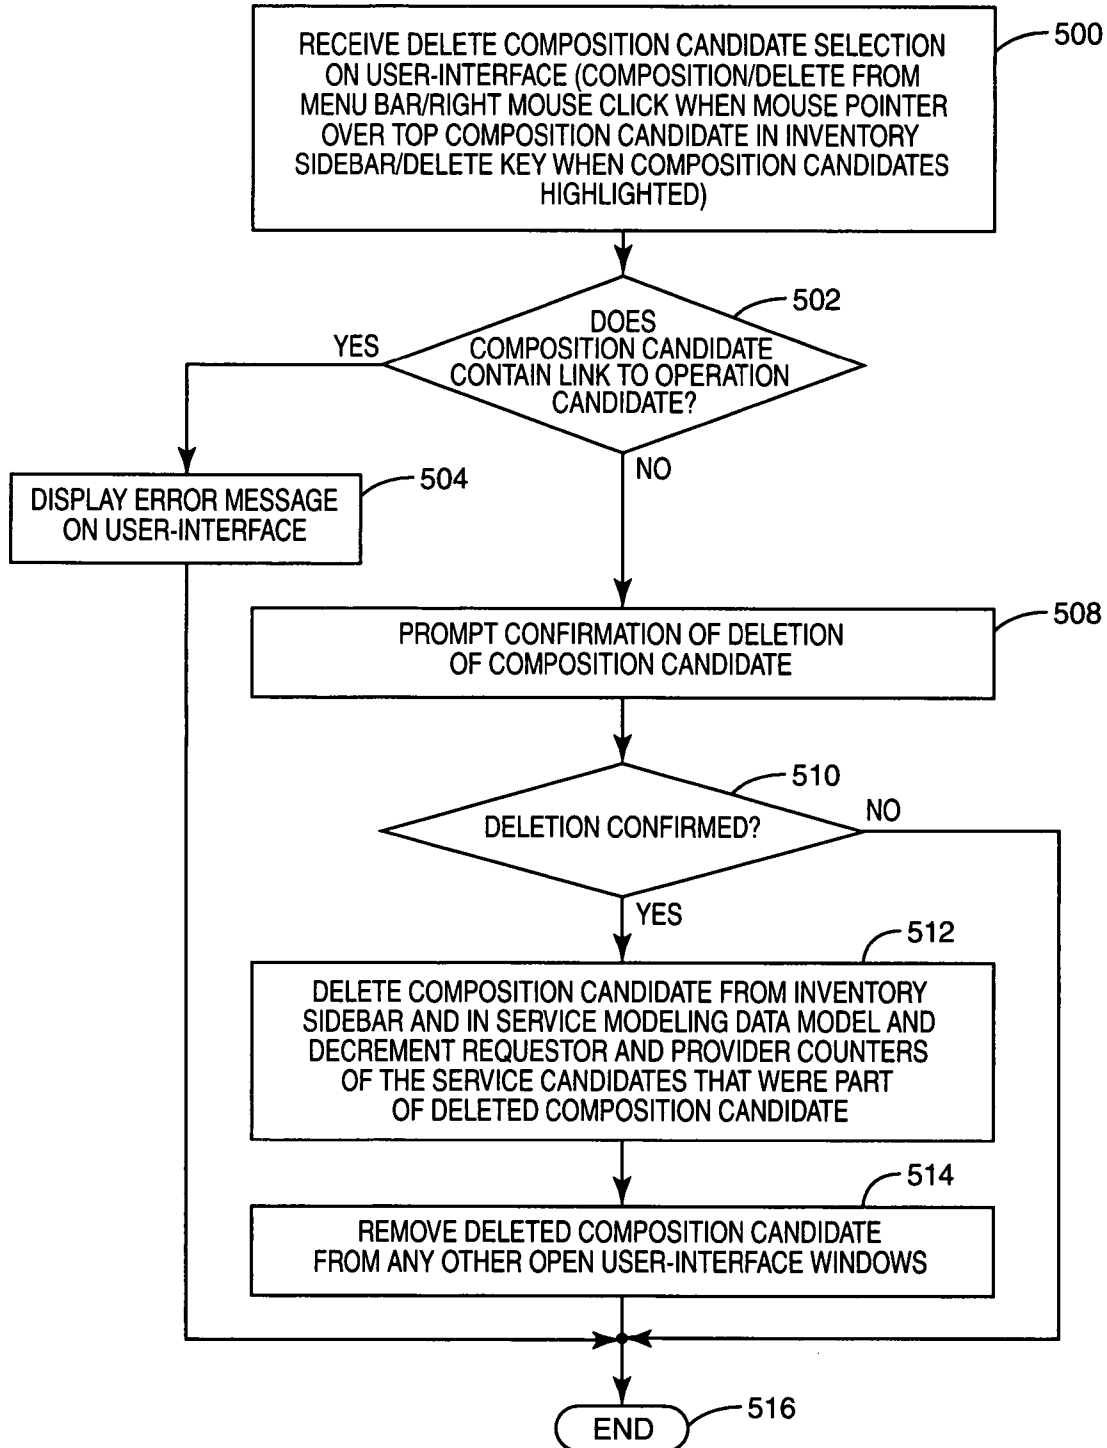 RECEIVE DELETE COMPOSITION CANDIDATE SELECTION
ON USER-INTERFACE (COMPOSITION/DELETE FROM
MENU BAR/RIGHT MOUSE CLICK WHEN MOUSE POINTER
OVER TOP COMPOSITION CANDIDATE IN INVENTORY
SIDEBAR/DELETE KEY WHEN COMPOSITION CANDIDATES
HIGHLIGHTED)
500
DOES
COMPOSITION CANDIDATE
CONTAIN LINK TO OPERATION
CANDIDATE?
502
YES
NO
DISPLAY ERROR MESSAGE
ON USER-INTERFACE
504
PROMPT CONFIRMATION OF DELETION
OF COMPOSITION CANDIDATE
508
DELETION CONFIRMED?
510
NO
YES
DELETE COMPOSITION CANDIDATE FROM INVENTORY
SIDEBAR AND IN SERVICE MODELING DATA MODEL AND
DECREMENT REQUESTOR AND PROVIDER COUNTERS
OF THE SERVICE CANDIDATES THAT WERE PART
OF DELETED COMPOSITION CANDIDATE
512
REMOVE DELETED COMPOSITION CANDIDATE
FROM ANY OTHER OPEN USER-INTERFACE WINDOWS
514
END
516